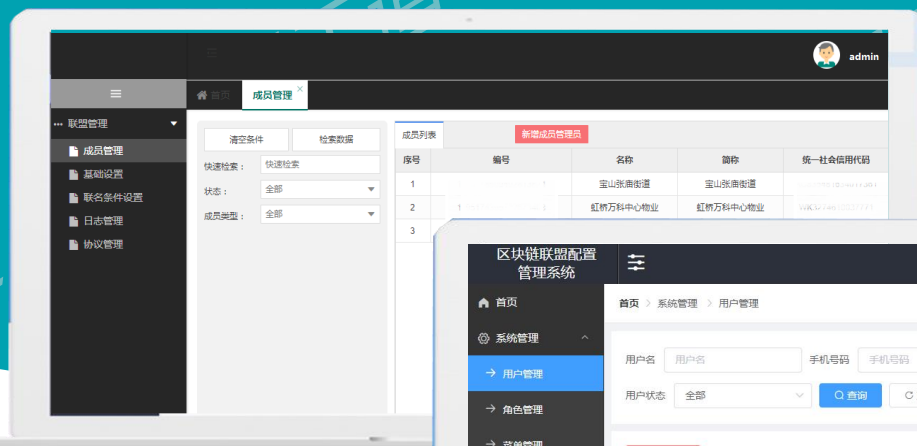 admin
首页 成员管理
联盟管理
成员管理
基础设置
联名条件设置
日志管理
协议管理
清空条件 检索数据
快速检索： 快速检索
状态： 全部
成员类型： 全部
成员列表 新增成员管理员
序号 编号 名称 简称 统一社会信用代码
1 宝山张庙街道 宝山张庙街道
2 虹桥万科中心物业 虹桥万科中心物业
3
区块链联盟配置
管理系统
首页
系统管理
用户管理
角色管理
菜单管理
首页 > 系统管理 > 用户管理
用户名 用户名 手机号码 手机号码
用户状态 全部 查询